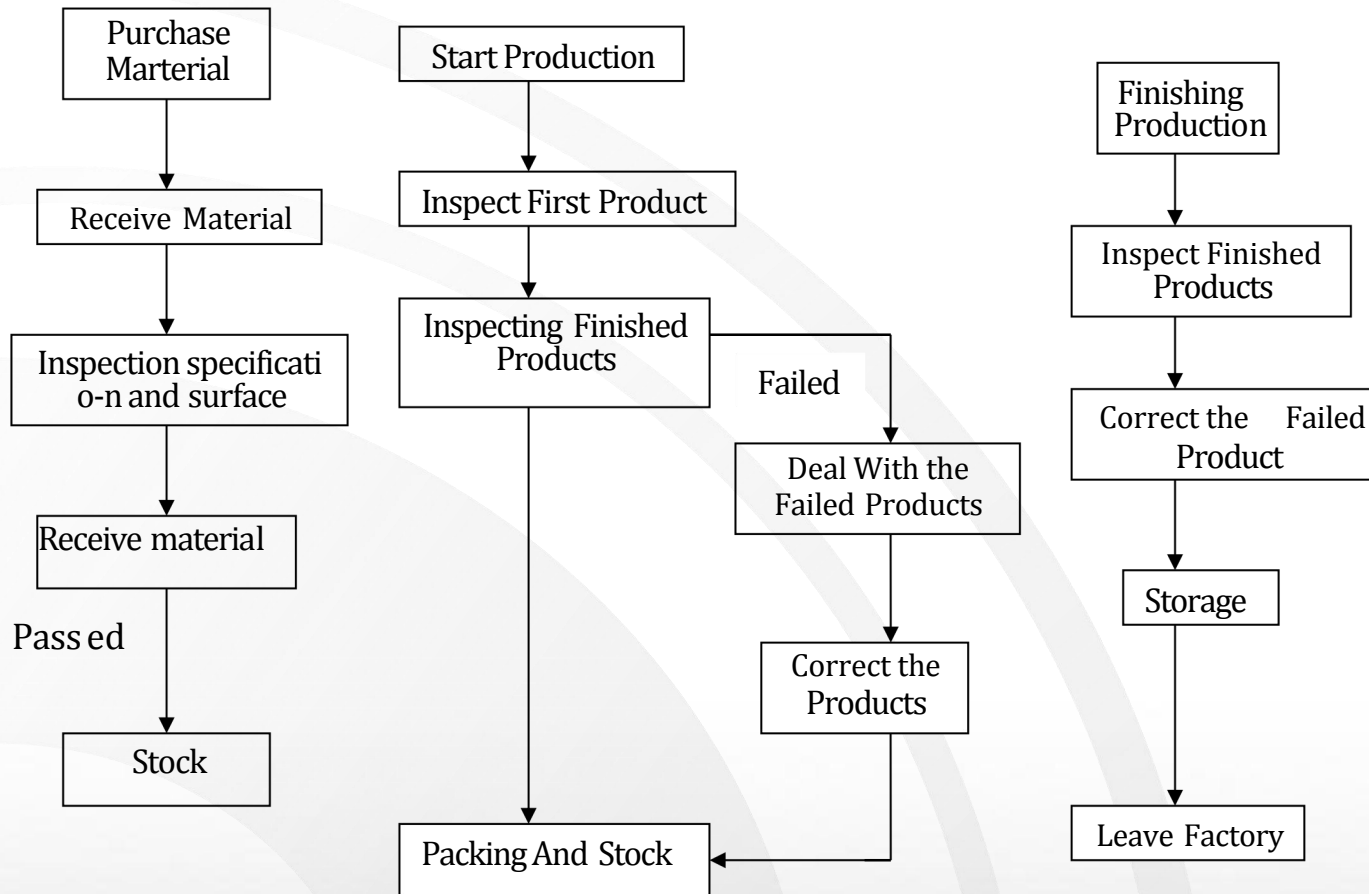 Purchase
Marterial
Receive Material
Inspection specificati
o-n and surface
Receive material
Pass ed
Stock
Start Production
Inspect First Product
Inspecting Finished
Products
Failed
Deal With the
Failed Products
Correct the
Products
Packing And Stock
Finishing
Production
Inspect Finished
Products
Correct the Failed
Product
Storage
Leave Factory